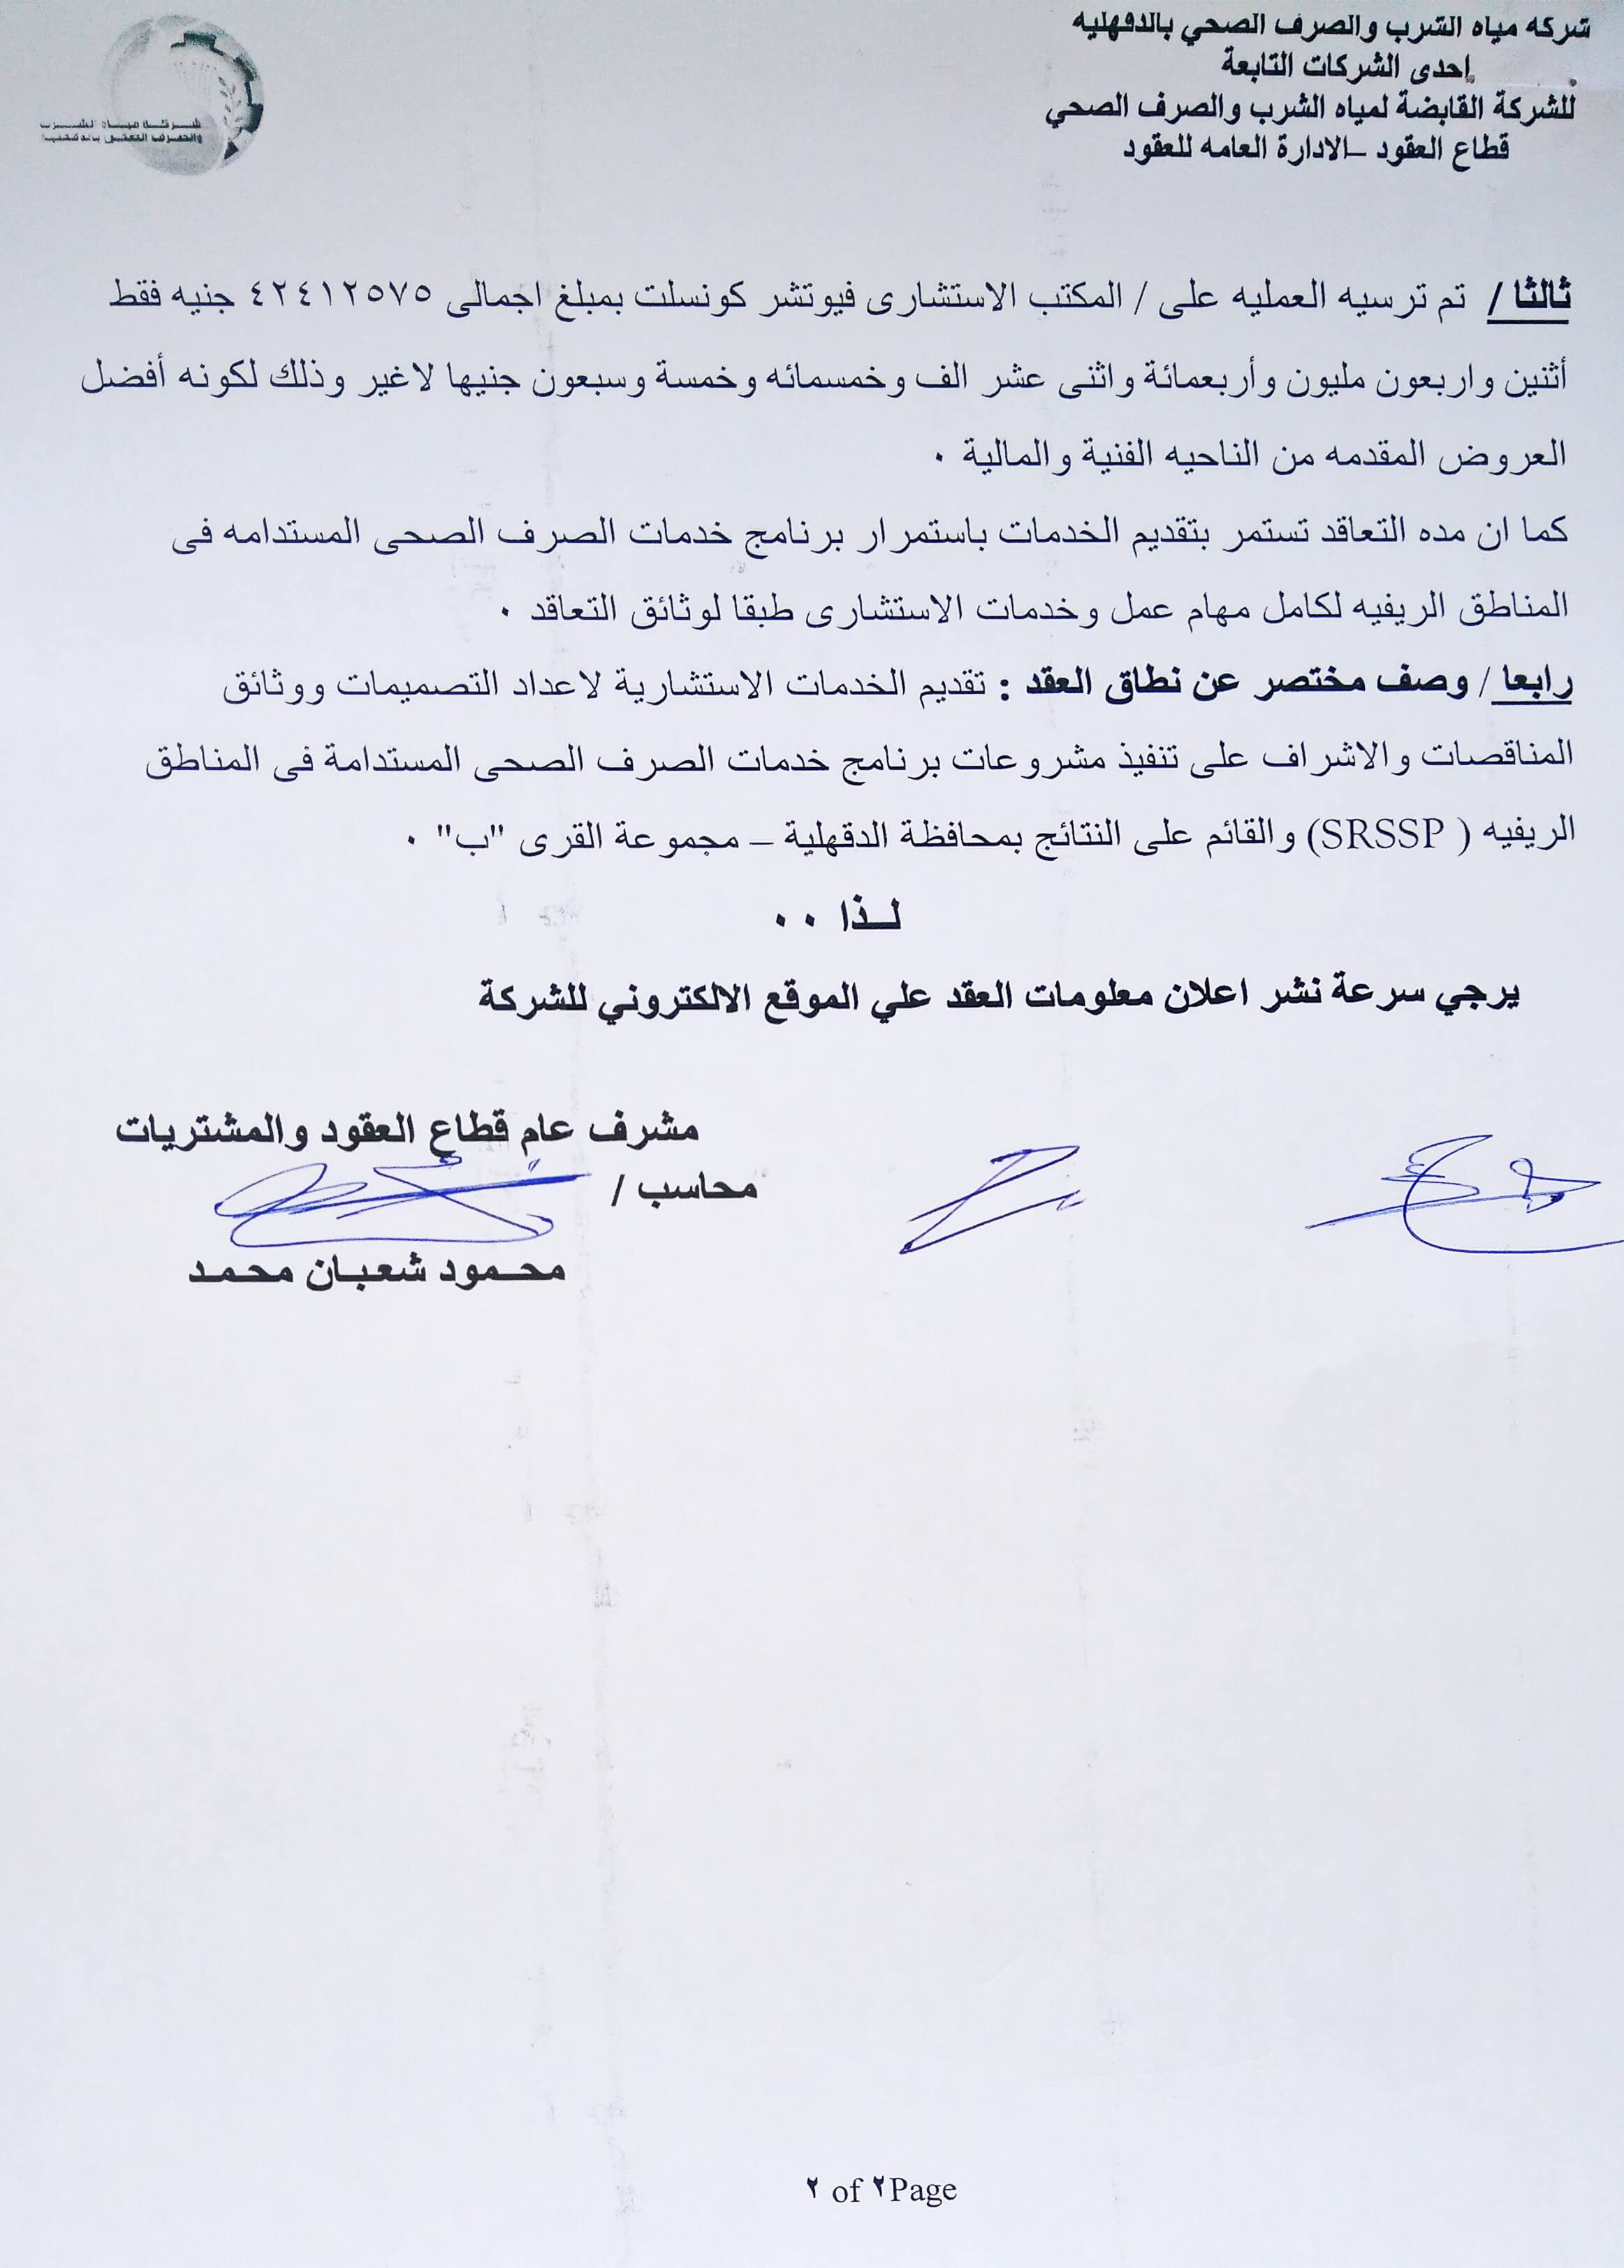 شركه مياه الشرب والصرف الصحي بالدقهليه
إحدى الشركات التابعة
للشركة القابضة لمياه الشرب والصرف الصحي
قطاع العقود –الادارة العامه للعقود
شركة مياه الشرب
والصرف الصحى بالدقهلية
ثالثا / تم ترسيه العمليه على / المكتب الاستشارى فيوتشر كونسلت بمبلغ اجمالى ٤٢٤١٢٥٧٥ جنيه فقط
أثنين واربعون مليون وأربعمائة واثنى عشر الف وخمسمائه وخمسة وسبعون جنيها لاغير وذلك لكونه أفضل
العروض المقدمه من الناحيه الفنية والمالية ٠
كما ان مده التعاقد تستمر بتقديم الخدمات باستمرار برنامج خدمات الصرف الصحى المستدامه فى
المناطق الريفيه لكامل مهام عمل وخدمات الاستشارى طبقا لوثائق التعاقد ٠
رابعا / وصف مختصر عن نطاق العقد : تقديم الخدمات الاستشارية لاعداد التصميمات ووثائق
المناقصات والاشراف على تنفيذ مشروعات برنامج خدمات الصرف الصحى المستدامة فى المناطق
الريفيه ( SRSSP) والقائم على النتائج بمحافظة الدقهلية – مجموعة القرى "ب" ٠
لــذا ٠٠
يرجي سرعة نشر اعلان معلومات العقد علي الموقع الالكتروني للشركة
مشرف عام قطاع العقود والمشتريات
محاسب /
محـمود شعبـان محمـد
٢ of ٢Page